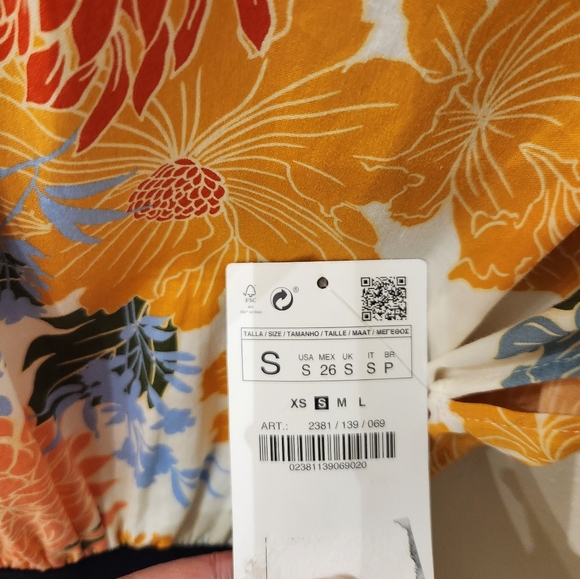 FSC
TALLA / SIZE / TAMANHO / TAILLE / MAAT / ΜΕΓΕΘΟΣ
S
USA MEX UK IT BR
S 26 S S P
XS S M L
ART.: 2381 / 139 / 069
02381139069020